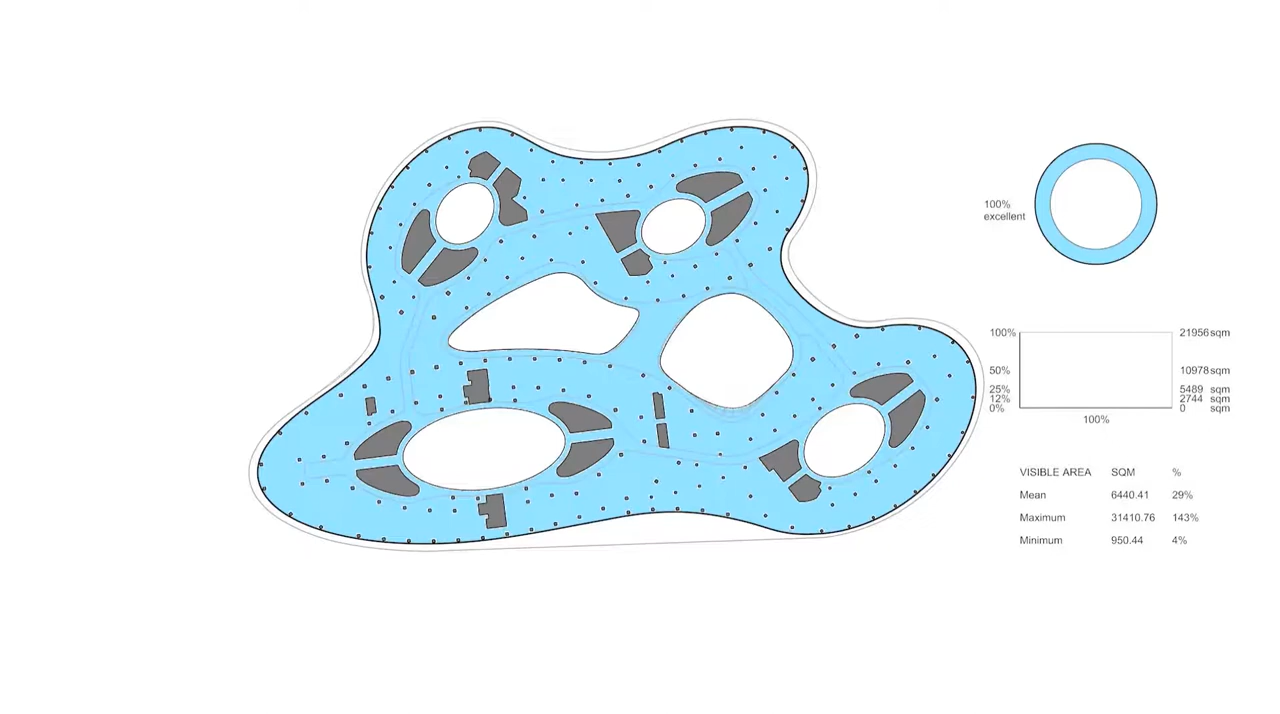 100%
excellent
100% 21956 sqm
50% 10978 sqm
25% 5489 sqm
12% 2744 sqm
0% 0 sqm
100%
VISIBLE AREA SQM %
Mean 6440.41 29%
Maximum 31410.76 143%
Minimum 950.44 4%